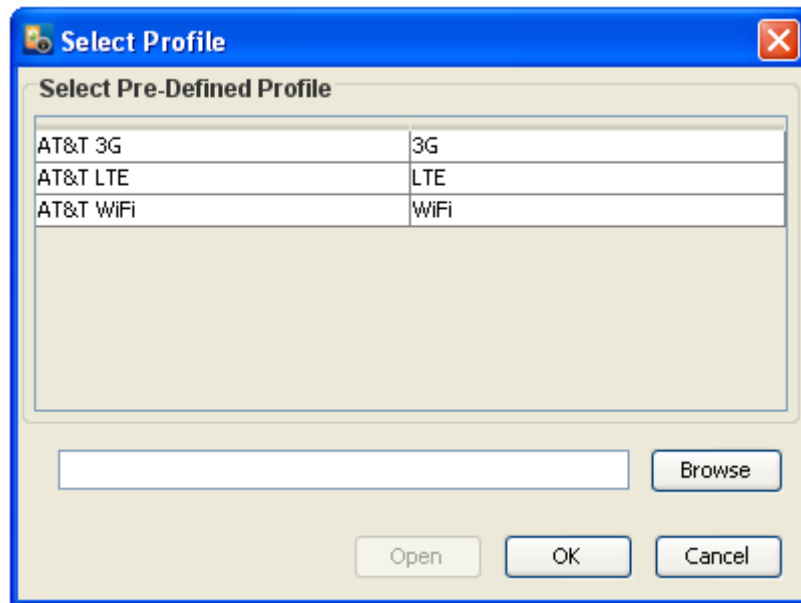 Select Profile
Select Pre-Defined Profile
AT&T 3G 3G
AT&T LTE LTE
AT&T WiFi WiFi
Browse
Open OK Cancel